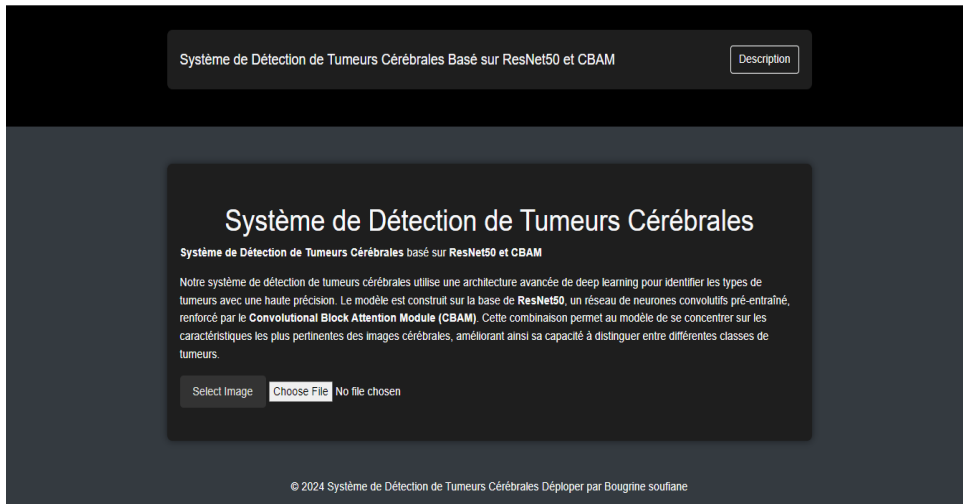 Système de Détection de Tumeurs Cérébrales Basé sur ResNet50 et CBAM
Description
Système de Détection de Tumeurs Cérébrales
Système de Détection de Tumeurs Cérébrales basé sur ResNet50 et CBAM
Notre système de détection de tumeurs cérébrales utilise une architecture avancée de deep learning pour identifier les types de
tumeurs avec une haute précision. Le modèle est construit sur la base de ResNet50, un réseau de neurones convolutifs pré-entraîné,
renforcé par le Convolutional Block Attention Module (CBAM). Cette combinaison permet au modèle de se concentrer sur les
caractéristiques les plus pertinentes des images cérébrales, améliorant ainsi sa capacité à distinguer entre différentes classes de
tumeurs.
Select Image Choose File No file chosen
© 2024 Système de Détection de Tumeurs Cérébrales Déploper par Bougrine soufiane